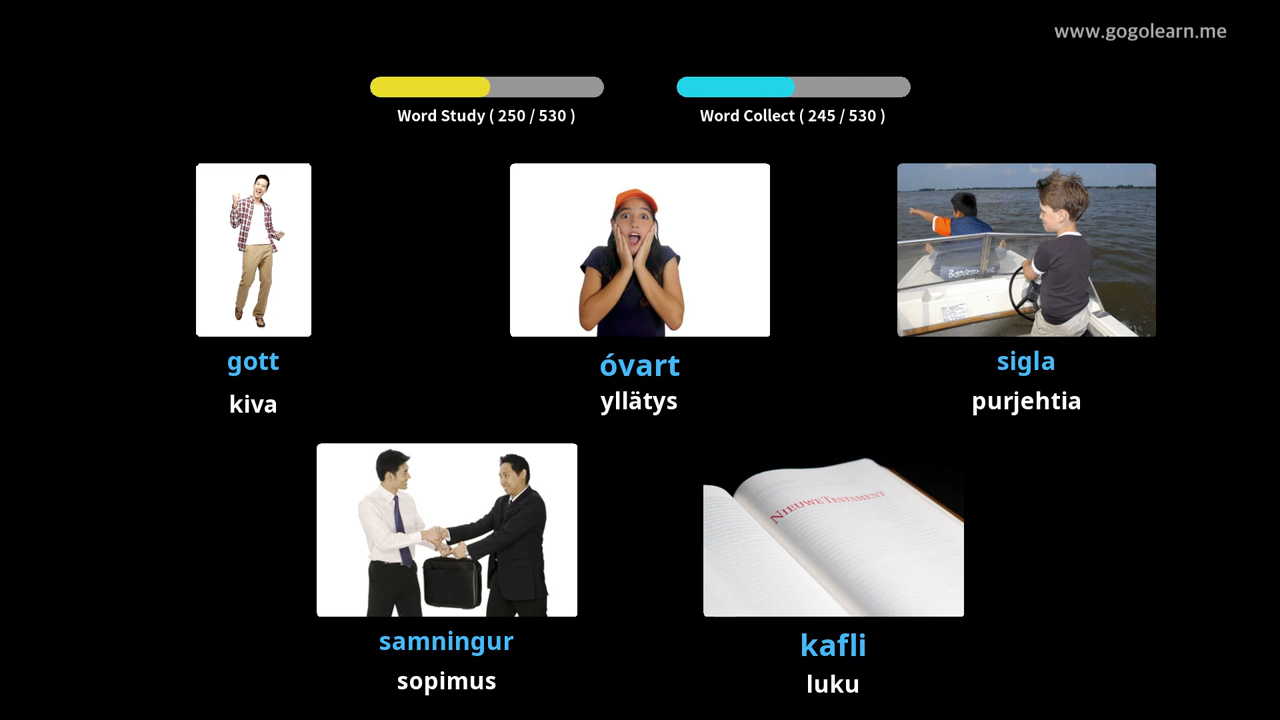 www.gogolearn.me
Word Study ( 250 / 530 )
Word Collect ( 245 / 530 )
gott
kiva
óvart
yllätys
sigla
purjehtia
NIEUWE TESTAMENT
samningur
sopimus
kafli
luku